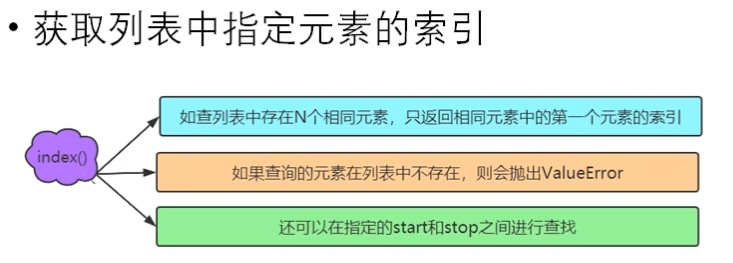 • 获取列表中指定元素的索引
如查列表中存在N个相同元素，只返回相同元素中的第一个元素的索引
index()
如果查询的元素在列表中不存在，则会抛出ValueError
还可以在指定的start和stop之间进行查找